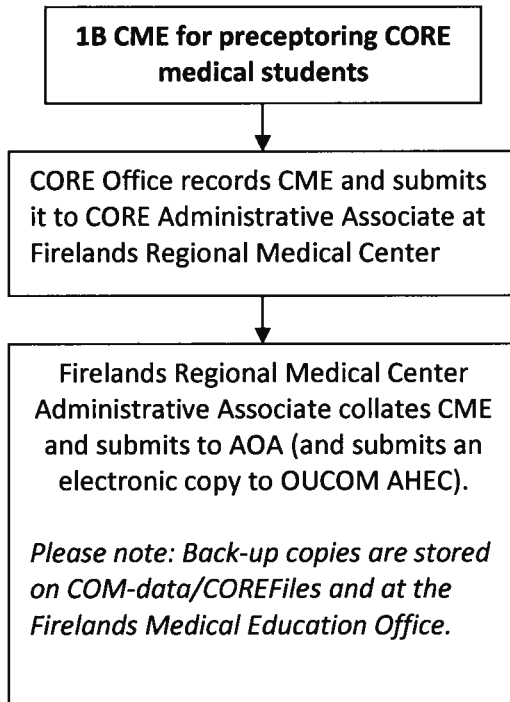 1B CME for preceptoring CORE
medical students
CORE Office records CME and submits
it to CORE Administrative Associate at
Firelands Regional Medical Center
Firelands Regional Medical Center
Administrative Associate collates CME
and submits to AOA (and submits an
electronic copy to OUCOM AHEC).
Please note: Back-up copies are stored
on COM-data/COREFiles and at the
Firelands Medical Education Office.